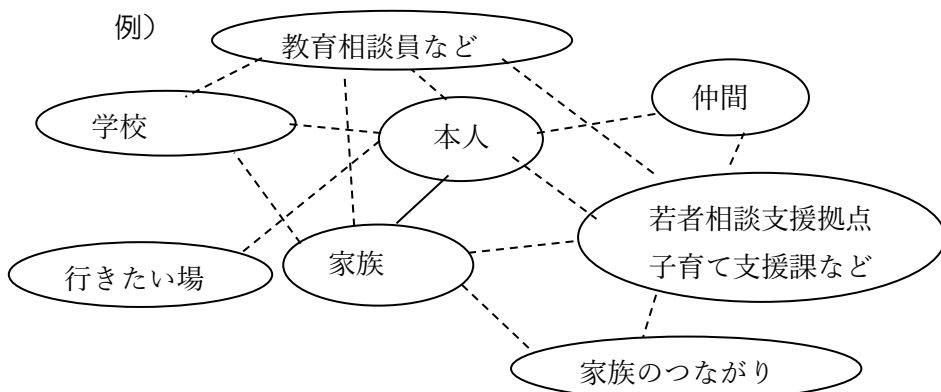 例）
教育相談員など
仲間
学校
本人
若者相談支援拠点
子育て支援課など
家族
行きたい場
家族のつながり